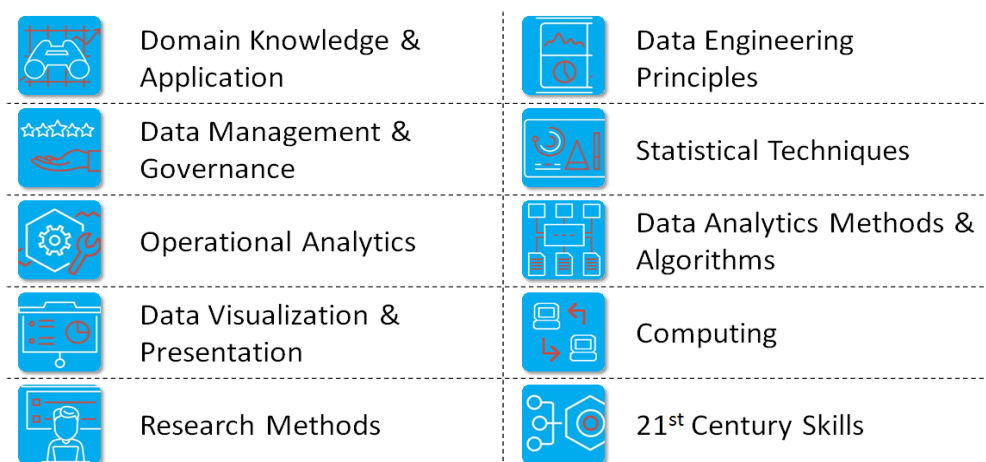 Domain Knowledge &
Application
Data Engineering
Principles
Data Management &
Governance
Statistical Techniques
Operational Analytics
Data Analytics Methods &
Algorithms
Data Visualization &
Presentation
Computing
Research Methods
21st Century Skills